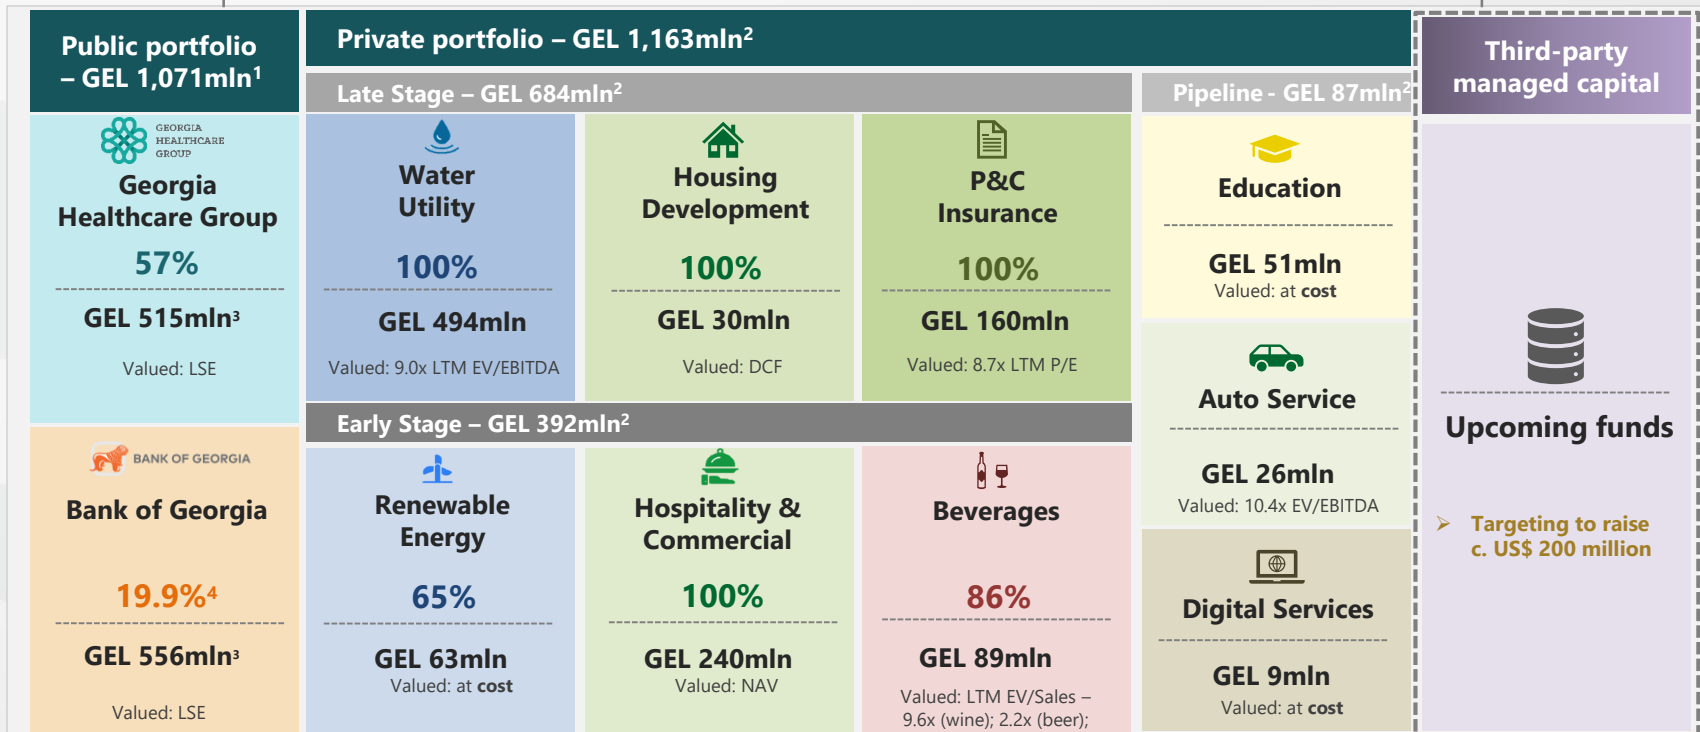 Public portfolio
– GEL 1,071mln1
GEORGIA
HEALTHCARE
GROUP
Georgia
Healthcare Group
57%
GEL 515mln3
Valued: LSE
BANK OF GEORGIA
Bank of Georgia
19.9%4
GEL 556mln3
Valued: LSE
Private portfolio – GEL 1,163mln2
Late Stage – GEL 684mln2
Water
Utility
100%
GEL 494mln
Valued: 9.0x LTM EV/EBITDA
Housing
Development
100%
GEL 30mln
Valued: DCF
P&C
Insurance
100%
GEL 160mln
Valued: 8.7x LTM P/E
Early Stage – GEL 392mln2
Renewable
Energy
65%
GEL 63mln
Valued: at cost
Hospitality &
Commercial
100%
GEL 240mln
Valued: NAV
Beverages
86%
GEL 89mln
Valued: LTM EV/Sales –
9.6x (wine); 2.2x (beer);
Pipeline - GEL 87mln2
Education
GEL 51mln
Valued: at cost
Auto Service
GEL 26mln
Valued: 10.4x EV/EBITDA
Digital Services
GEL 9mln
Valued: at cost
Third-party
managed capital
Upcoming funds
➢ Targeting to raise
c. US$ 200 million